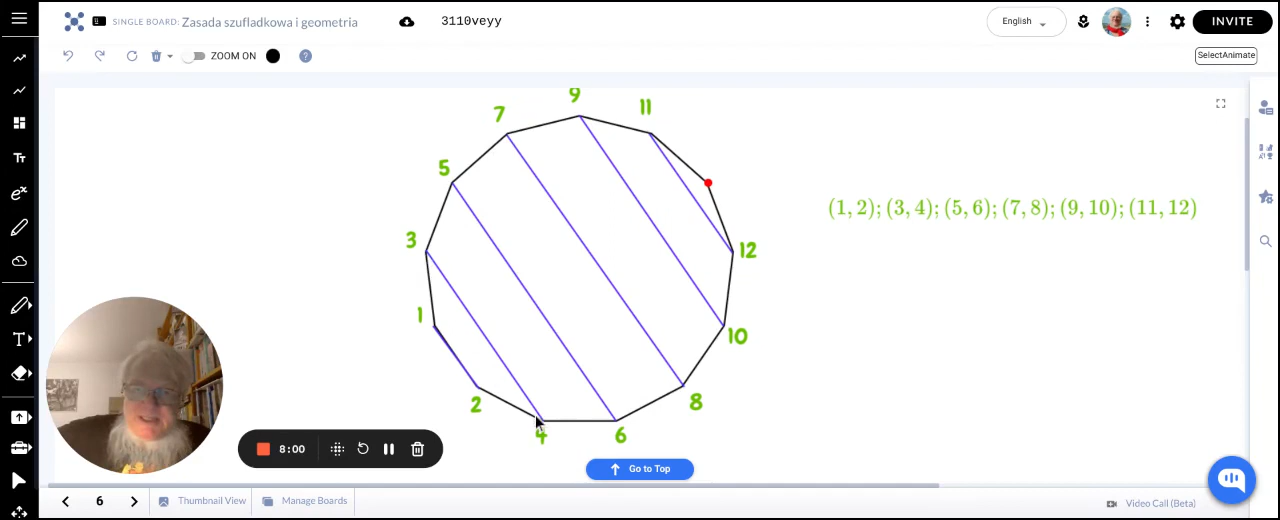 SINGLE BOARD: Zasada szufladkowa i geometria
3110veyy
English
INVITE
ZOOM ON
?
SelectAnimate
9
7
11
5
3
12
1
10
2
8
4
6
(1, 2); (3, 4); (5, 6); (7, 8); (9, 10); (11, 12)
Tт
eˣ
T
8:00
Go to Top
6
Thumbnail View
Manage Boards
Video Call (Beta)